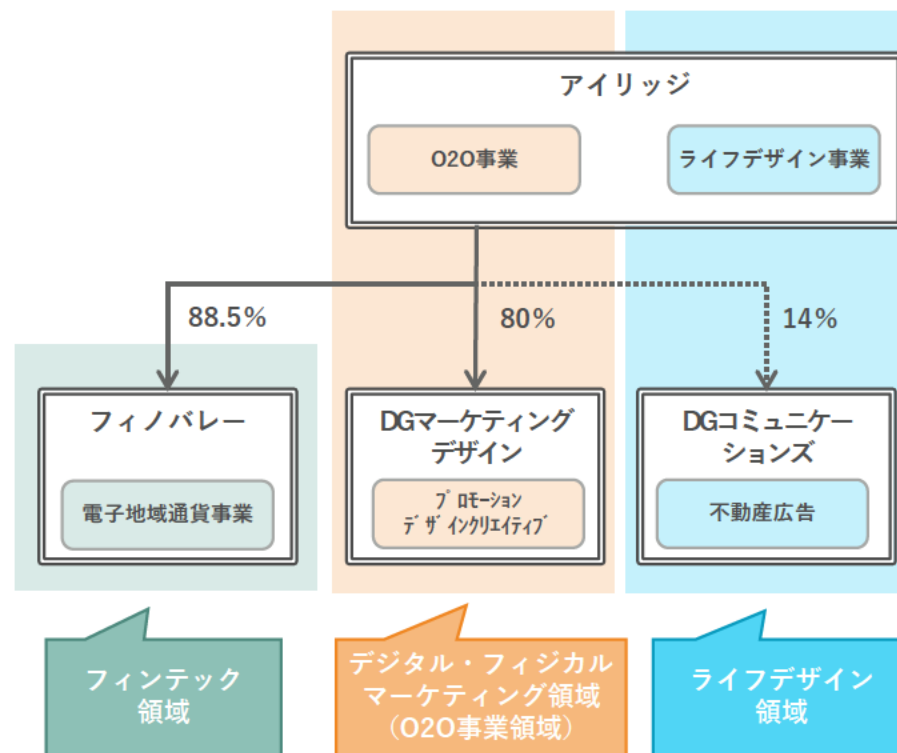 アイリッジ
O2O事業
ライフデザイン事業
88.5%
80%
14%
フィノバレー
電子地域通貨事業
DGマーケティング
デザイン
プロモーション
デザインクリエイティブ
DGコミュニケー
ションズ
不動産広告
フィンテック
領域
デジタル・フィジカル
マーケティング領域
（O2O事業領域）
ライフデザイン
領域